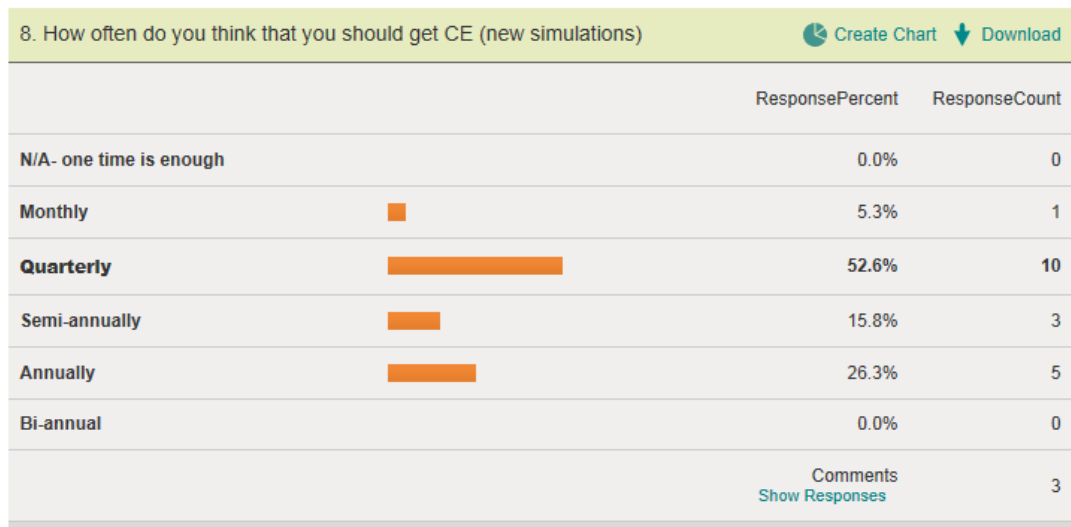 8. How often do you think that you should get CE (new simulations) Create Chart Download
ResponsePercent ResponseCount
N/A- one time is enough 0.0% 0
Monthly 5.3% 1
Quarterly 52.6% 10
Semi-annually 15.8% 3
Annually 26.3% 5
Bi-annual 0.0% 0
Comments 3
Show Responses